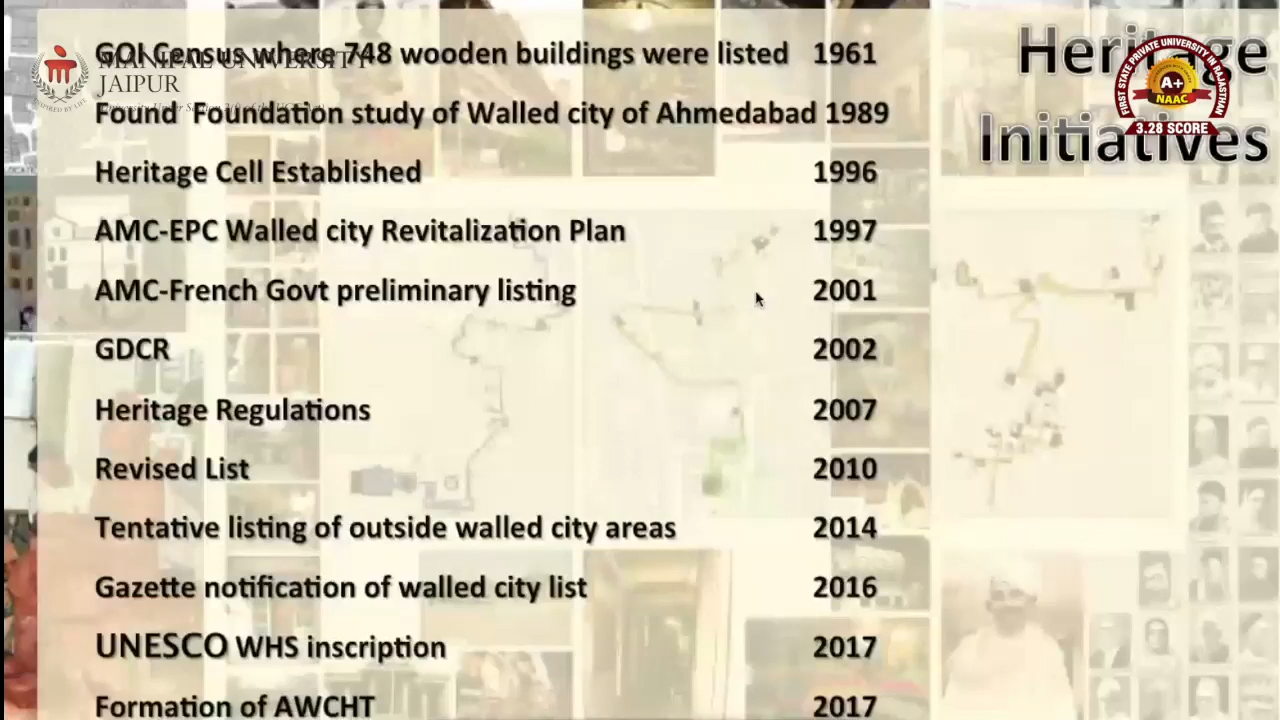 GOI Census where 748 wooden buildings were listed 1961
MANIPAL UNIVERSITY
JAIPUR
Found Foundation study of Walled city of Ahmedabad 1989
Heritage Cell Established 1996
AMC-EPC Walled city Revitalization Plan 1997
AMC-French Govt preliminary listing 2001
GDCR 2002
Heritage Regulations 2007
Revised List 2010
Tentative listing of outside walled city areas 2014
Gazette notification of walled city list 2016
UNESCO WHS inscription 2017
Formation of AWCHT 2017
Heritage
Initiatives
FIRST STATE PRIVATE UNIVERSITY IN RAJASTHAN
A+
NAAC
3.28 SCORE
INSPIRED BY LIFE